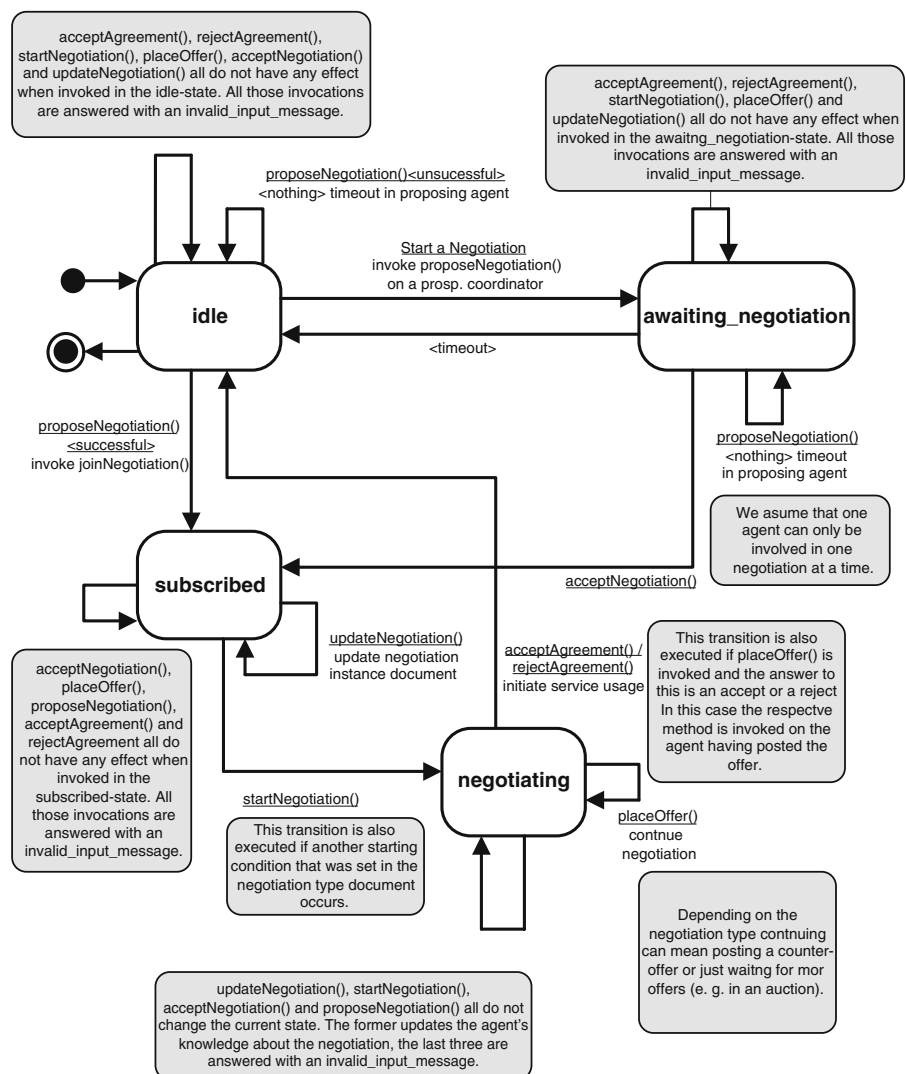 acceptAgreement(), rejectAgreement(),
startNegotiation(), placeOffer(), acceptNegotiation()
and updateNegotiation() all do not have any effect
when invoked in the idle-state. All those invocations
are answered with an invalid_input_message.
acceptAgreement(), rejectAgreement(),
startNegotiation(), placeOffer() and
updateNegotiation() all do not have any effect when
invoked in the awaitng_negotiation-state. All those
invocations are answered with an
invalid_input_message.
proposeNegotiation()<unsucessful>
<nothing> timeout in proposing agent
Start a Negotiation
invoke proposeNegotiation()
on a prosp. coordinator
idle
awaiting_negotiation
<timeout>
proposeNegotiation()
<successful>
invoke joinNegotiation()
proposeNegotiation()
<nothing> timeout
in proposing agent
We asume that one
agent can only be
involved in one
negotiation at a time.
subscribed
acceptNegotiation()
updateNegotiation()
update negotiation
instance document
acceptAgreement() /
rejectAgreement()
initiate service usage
This transition is also
executed if placeOffer() is
invoked and the answer to
this is an accept or a reject
In this case the respectve
method is invoked on the
agent having posted the
offer.
acceptNegotiation(),
placeOffer(),
proposeNegotiation(),
acceptAgreement() and
rejectAgreement all do
not have any effect when
invoked in the
subscribed-state. All
those invocations are
answered with an
invalid_input_message.
negotiating
startNegotiation()
This transition is also
executed if another starting
condition that was set in the
negotiation type document
occurs.
placeOffer()
contnue
negotiation
Depending on the
negotiation type contnuing
can mean posting a counter-
offer or just waitng for mor
offers (e. g. in an auction).
updateNegotiation(), startNegotiation(),
acceptNegotiation() and proposeNegotiation() all do not
change the current state. The former updates the agent's
knowledge about the negotiation, the last three are
answered with an invalid_input_message.